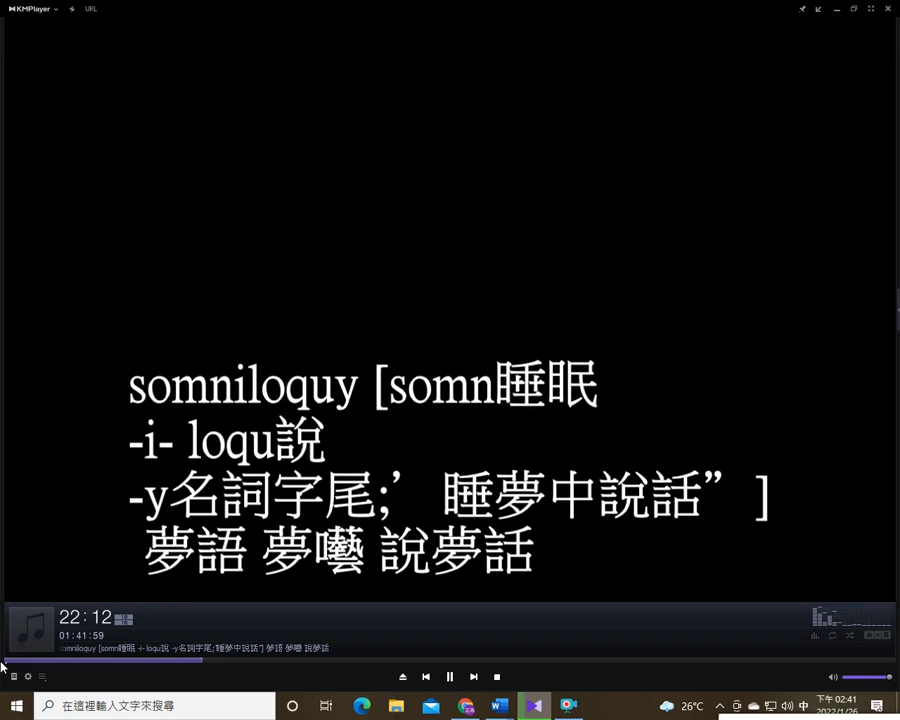 KMPlayer
URL
somniloquy [somn睡眠
-i- loqu說
-y名詞字尾;’睡夢中說話”]
夢語 夢囈 說夢話
22:12
01:41:59
somniloquy [somn睡眠 -i- loqu說 -y名詞字尾;'睡夢中說話"] 夢語 夢囈 說夢話
A B
在這裡輸入文字來搜尋
26°C
中
下午 02:41
2022/1/26